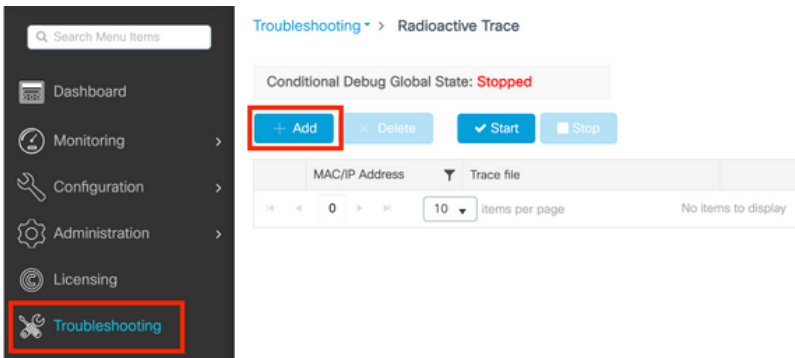 Search Menu Items
Dashboard
Monitoring
Configuration
Administration
Licensing
Troubleshooting
Troubleshooting > Radioactive Trace
Conditional Debug Global State: Stopped
+ Add
× Delete
✔ Start
Stop
MAC/IP Address
Trace file
0
10
items per page
No items to display